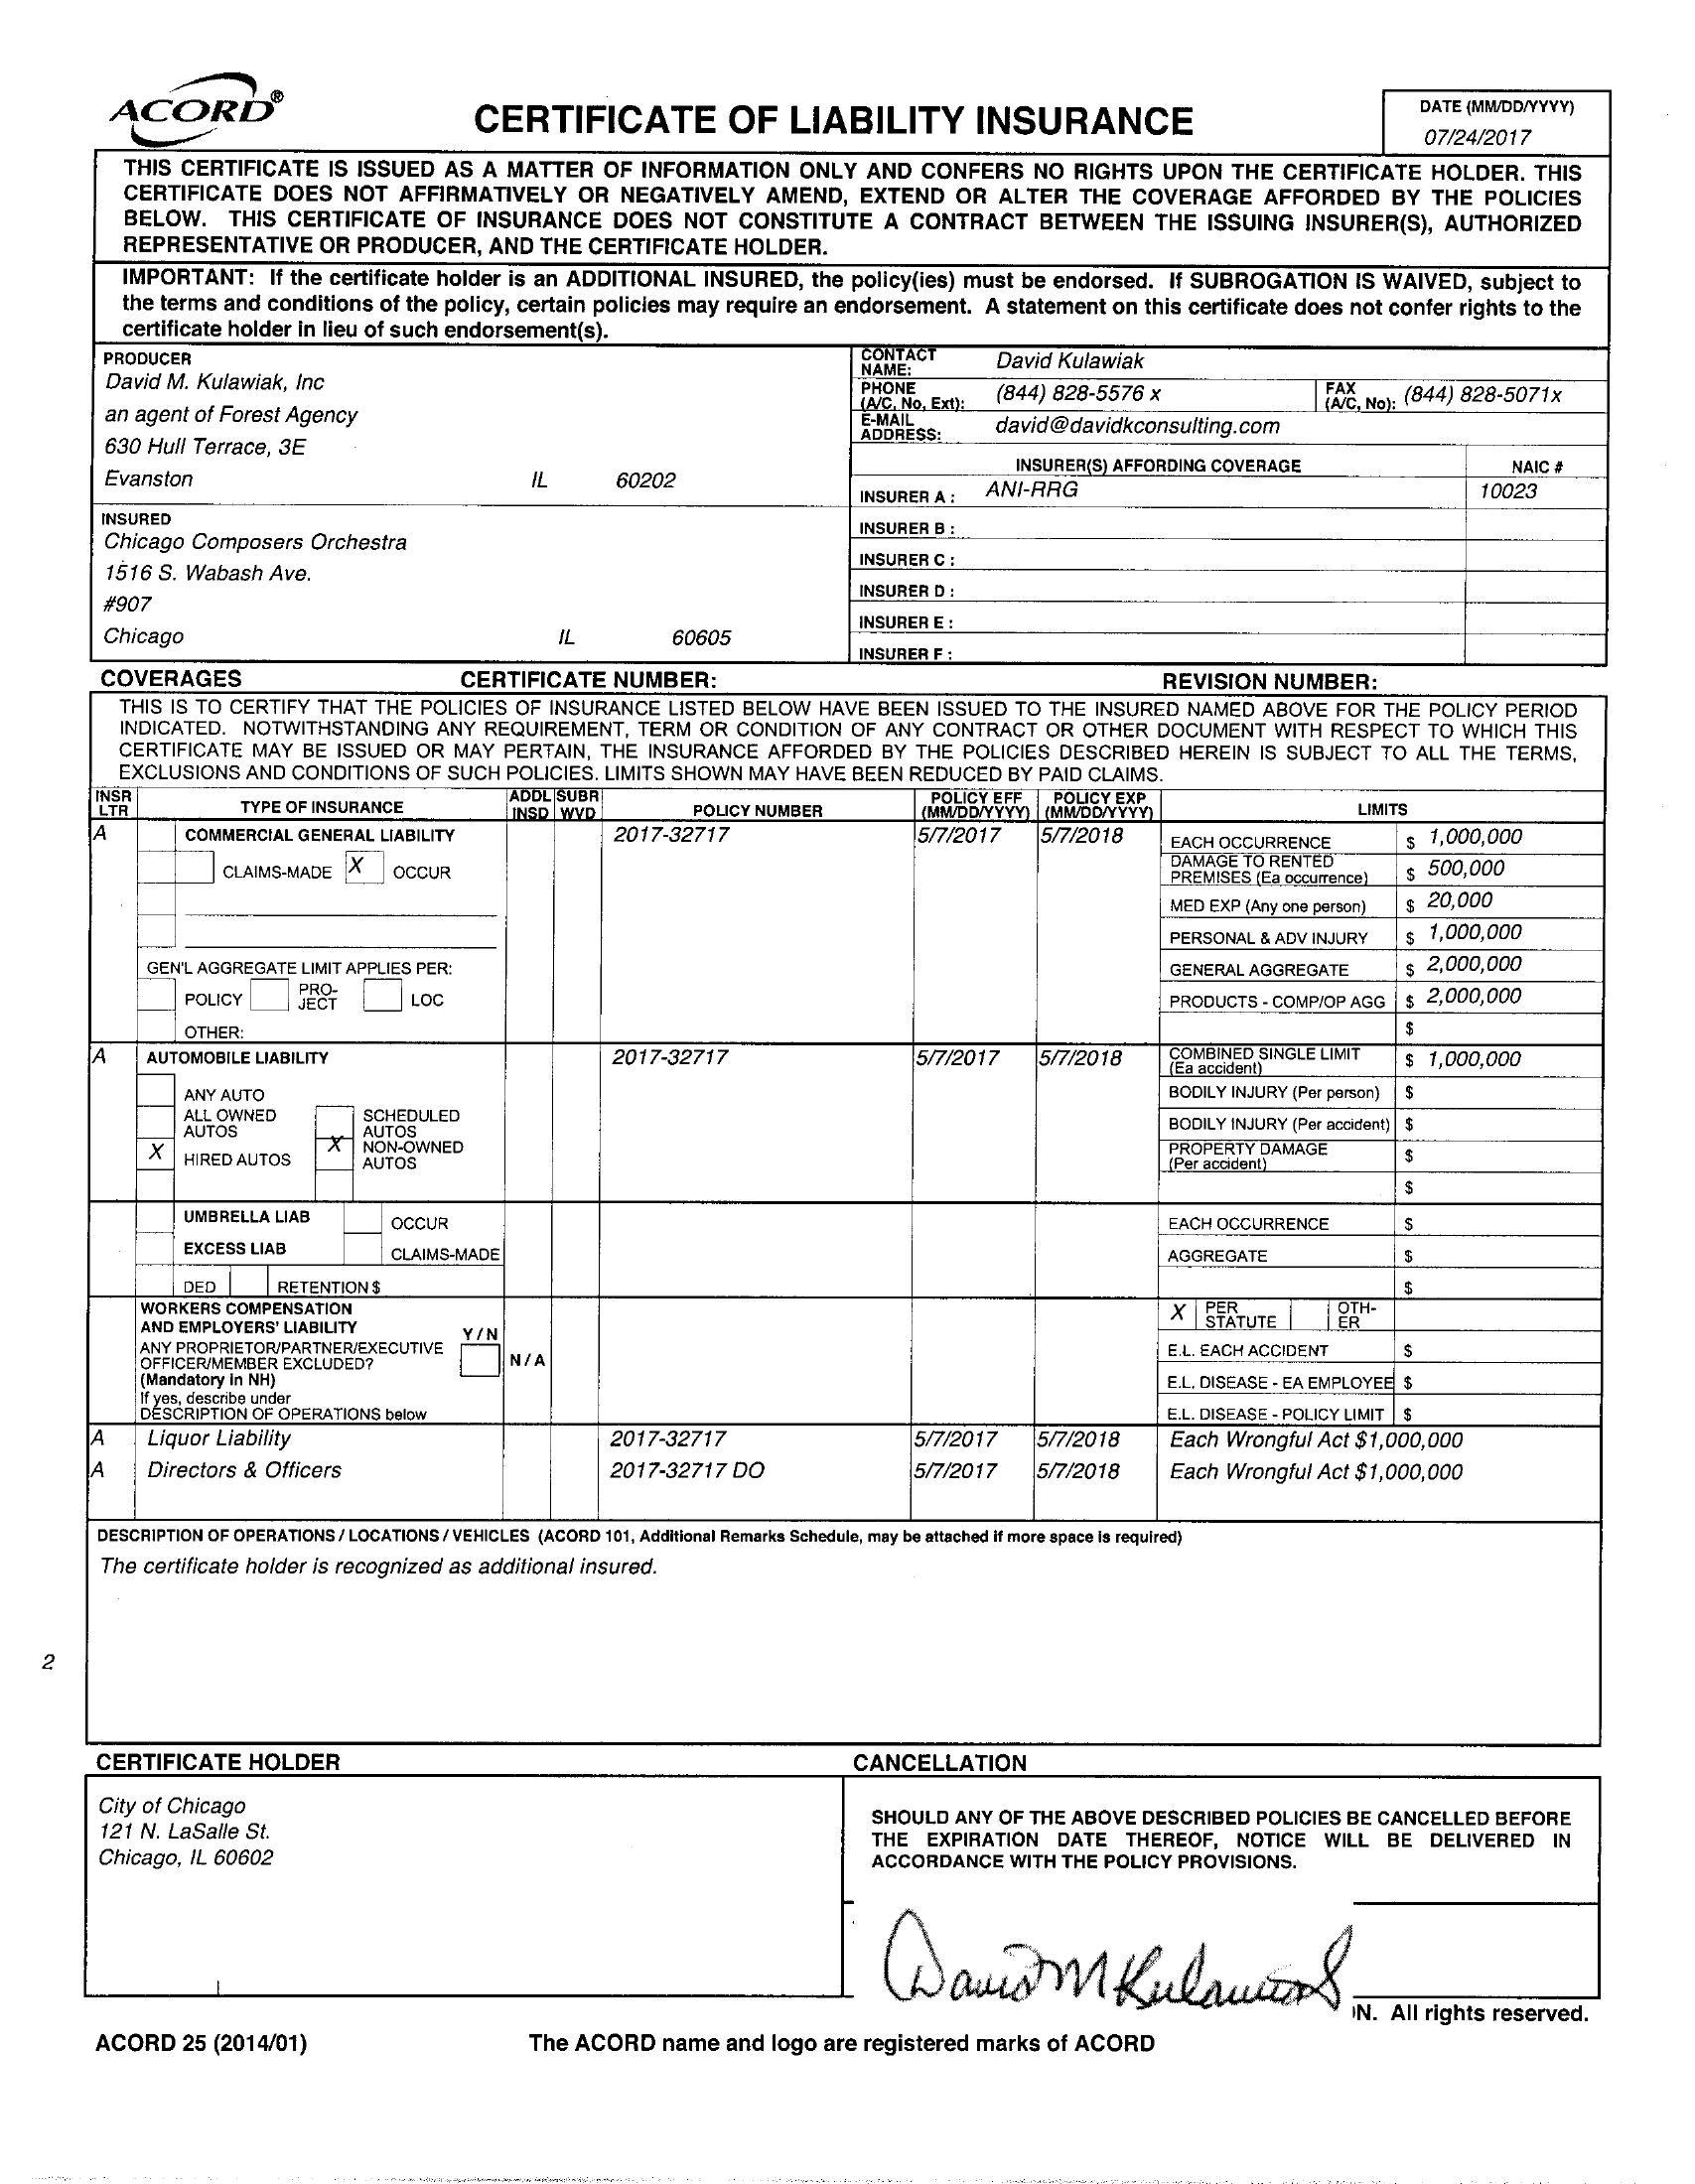 ACORD®
CERTIFICATE OF LIABILITY INSURANCE
DATE (MM/DD/YYYY)
07/24/2017
THIS CERTIFICATE IS ISSUED AS A MATTER OF INFORMATION ONLY AND CONFERS NO RIGHTS UPON THE CERTIFICATE HOLDER. THIS
CERTIFICATE DOES NOT AFFIRMATIVELY OR NEGATIVELY AMEND, EXTEND OR ALTER THE COVERAGE AFFORDED BY THE POLICIES
BELOW. THIS CERTIFICATE OF INSURANCE DOES NOT CONSTITUTE A CONTRACT BETWEEN THE ISSUING INSURER(S), AUTHORIZED
REPRESENTATIVE OR PRODUCER, AND THE CERTIFICATE HOLDER.
IMPORTANT: If the certificate holder is an ADDITIONAL INSURED, the policy(ies) must be endorsed. If SUBROGATION IS WAIVED, subject to
the terms and conditions of the policy, certain policies may require an endorsement. A statement on this certificate does not confer rights to the
certificate holder in lieu of such endorsement(s).
PRODUCER
David M. Kulawiak, Inc
an agent of Forest Agency
630 Hull Terrace, 3E
Evanston IL 60202
CONTACT NAME: David Kulawiak
PHONE (A/C, No, Ext): (844) 828-5576 x
FAX (A/C, No): (844) 828-5071x
E-MAIL ADDRESS: david@davidkconsulting.com
INSURER(S) AFFORDING COVERAGE NAIC #
INSURER A : ANI-RRG 10023
INSURED
Chicago Composers Orchestra
1516 S. Wabash Ave.
#907
Chicago IL 60605
INSURER B :
INSURER C :
INSURER D :
INSURER E :
INSURER F :
COVERAGES CERTIFICATE NUMBER: REVISION NUMBER:
THIS IS TO CERTIFY THAT THE POLICIES OF INSURANCE LISTED BELOW HAVE BEEN ISSUED TO THE INSURED NAMED ABOVE FOR THE POLICY PERIOD
INDICATED. NOTWITHSTANDING ANY REQUIREMENT, TERM OR CONDITION OF ANY CONTRACT OR OTHER DOCUMENT WITH RESPECT TO WHICH THIS
CERTIFICATE MAY BE ISSUED OR MAY PERTAIN, THE INSURANCE AFFORDED BY THE POLICIES DESCRIBED HEREIN IS SUBJECT TO ALL THE TERMS,
EXCLUSIONS AND CONDITIONS OF SUCH POLICIES. LIMITS SHOWN MAY HAVE BEEN REDUCED BY PAID CLAIMS.
INSR LTR TYPE OF INSURANCE ADDL INSD SUBR WVD POLICY NUMBER POLICY EFF (MM/DD/YYYY) POLICY EXP (MM/DD/YYYY) LIMITS
A COMMERCIAL GENERAL LIABILITY 2017-32717 5/7/2017 5/7/2018 EACH OCCURRENCE $ 1,000,000
CLAIMS-MADE X OCCUR DAMAGE TO RENTED PREMISES (Ea occurrence) $ 500,000
MED EXP (Any one person) $ 20,000
PERSONAL & ADV INJURY $ 1,000,000
GEN'L AGGREGATE LIMIT APPLIES PER: GENERAL AGGREGATE $ 2,000,000
POLICY PRO-JECT LOC PRODUCTS - COMP/OP AGG $ 2,000,000
OTHER: $
A AUTOMOBILE LIABILITY 2017-32717 5/7/2017 5/7/2018 COMBINED SINGLE LIMIT (Ea accident) $ 1,000,000
ANY AUTO BODILY INJURY (Per person) $
ALL OWNED AUTOS SCHEDULED AUTOS BODILY INJURY (Per accident) $
X HIRED AUTOS X NON-OWNED AUTOS PROPERTY DAMAGE (Per accident) $
$
UMBRELLA LIAB OCCUR EACH OCCURRENCE $
EXCESS LIAB CLAIMS-MADE AGGREGATE $
DED RETENTION $ $
WORKERS COMPENSATION
AND EMPLOYERS' LIABILITY Y / N X PER STATUTE OTH-ER
ANY PROPRIETOR/PARTNER/EXECUTIVE
OFFICER/MEMBER EXCLUDED? N / A E.L. EACH ACCIDENT $
(Mandatory in NH) E.L. DISEASE - EA EMPLOYEE $
If yes, describe under
DESCRIPTION OF OPERATIONS below E.L. DISEASE - POLICY LIMIT $
A Liquor Liability 2017-32717 5/7/2017 5/7/2018 Each Wrongful Act $1,000,000
A Directors & Officers 2017-32717 DO 5/7/2017 5/7/2018 Each Wrongful Act $1,000,000
DESCRIPTION OF OPERATIONS / LOCATIONS / VEHICLES (ACORD 101, Additional Remarks Schedule, may be attached if more space is required)
The certificate holder is recognized as additional insured.
2
CERTIFICATE HOLDER
City of Chicago
121 N. LaSalle St.
Chicago, IL 60602
CANCELLATION
SHOULD ANY OF THE ABOVE DESCRIBED POLICIES BE CANCELLED BEFORE
THE EXPIRATION DATE THEREOF, NOTICE WILL BE DELIVERED IN
ACCORDANCE WITH THE POLICY PROVISIONS.
David M Kulawiak
N. All rights reserved.
ACORD 25 (2014/01) The ACORD name and logo are registered marks of ACORD